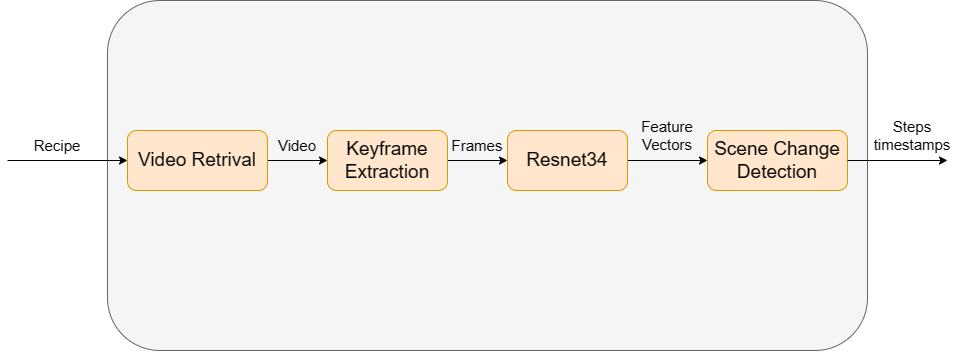 Recipe
Video Retrival
Video
Keyframe
Extraction
Frames
Resnet34
Feature
Vectors
Scene Change
Detection
Steps
timestamps